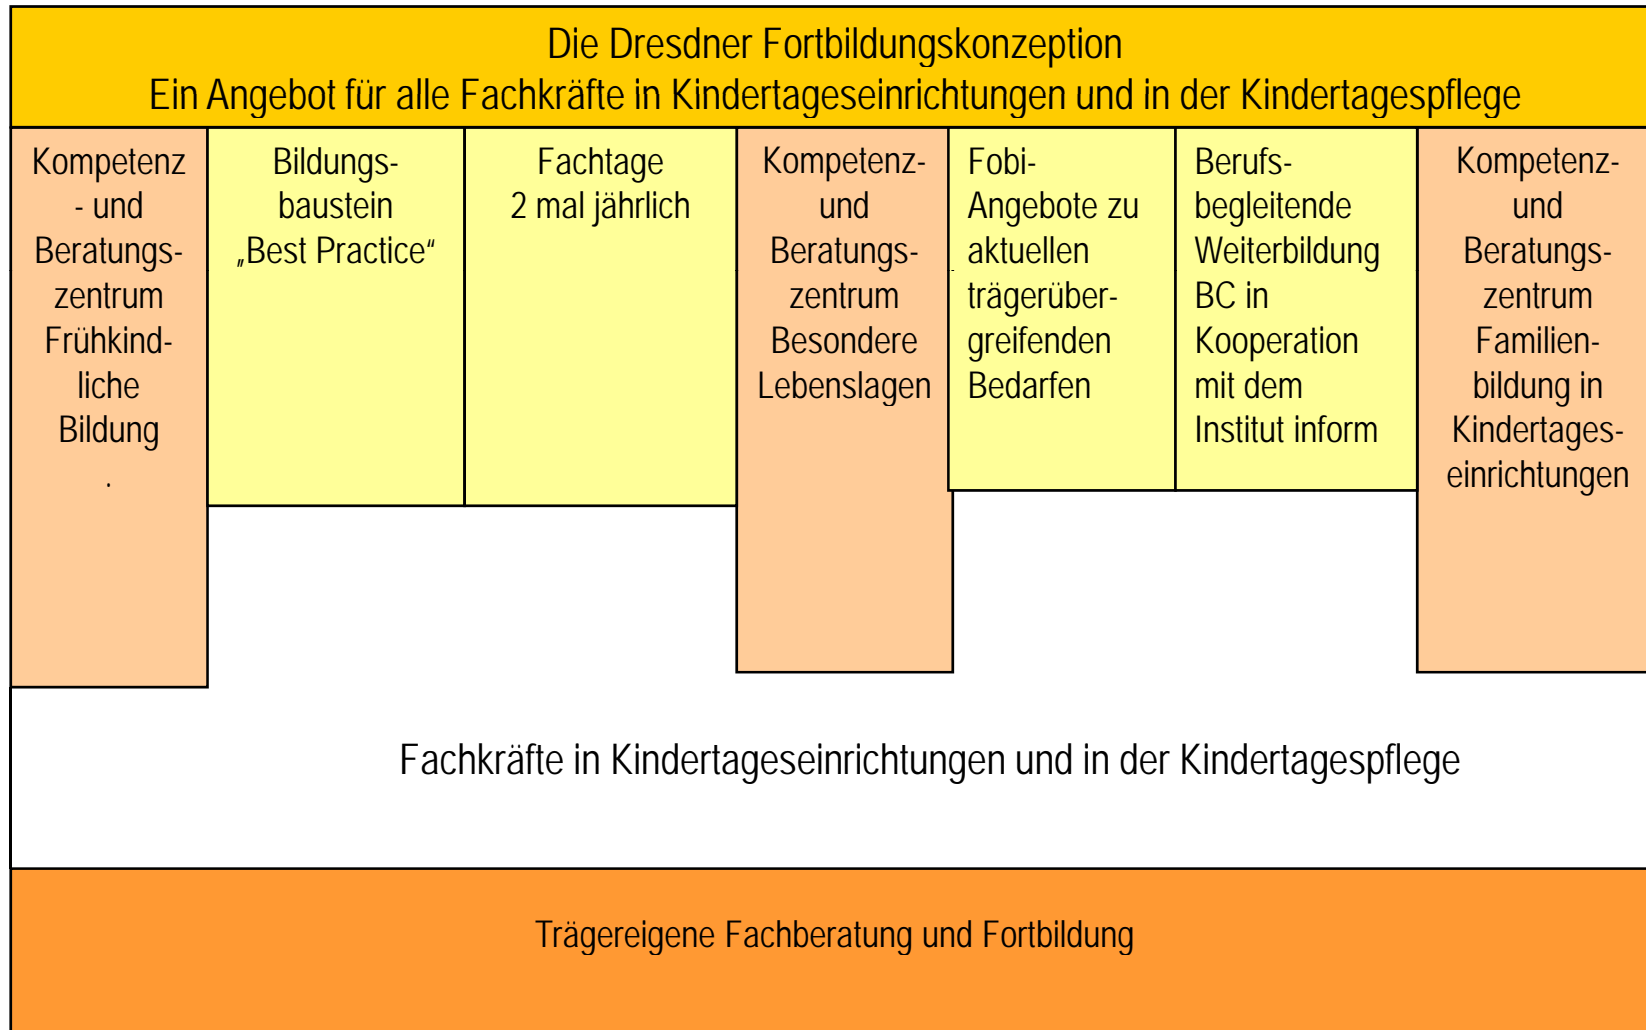 Die Dresdner Fortbildungskonzeption
Ein Angebot für alle Fachkräfte in Kindertageseinrichtungen und in der Kindertagespflege
Kompetenz
- und
Beratungs-
zentrum
Frühkind-
liche
Bildung
.
Bildungs-
baustein
„Best Practice“
Fachtage
2 mal jährlich
Kompetenz-
und
Beratungs-
zentrum
Besondere
Lebenslagen
Fobi-
Angebote zu
aktuellen
trägerüber-
greifenden
Bedarfen
Berufs-
begleitende
Weiterbildung
BC in
Kooperation
mit dem
Institut inform
Kompetenz-
und
Beratungs-
zentrum
Familien-
bildung in
Kindertages-
einrichtungen
Fachkräfte in Kindertageseinrichtungen und in der Kindertagespflege
Trägereigene Fachberatung und Fortbildung